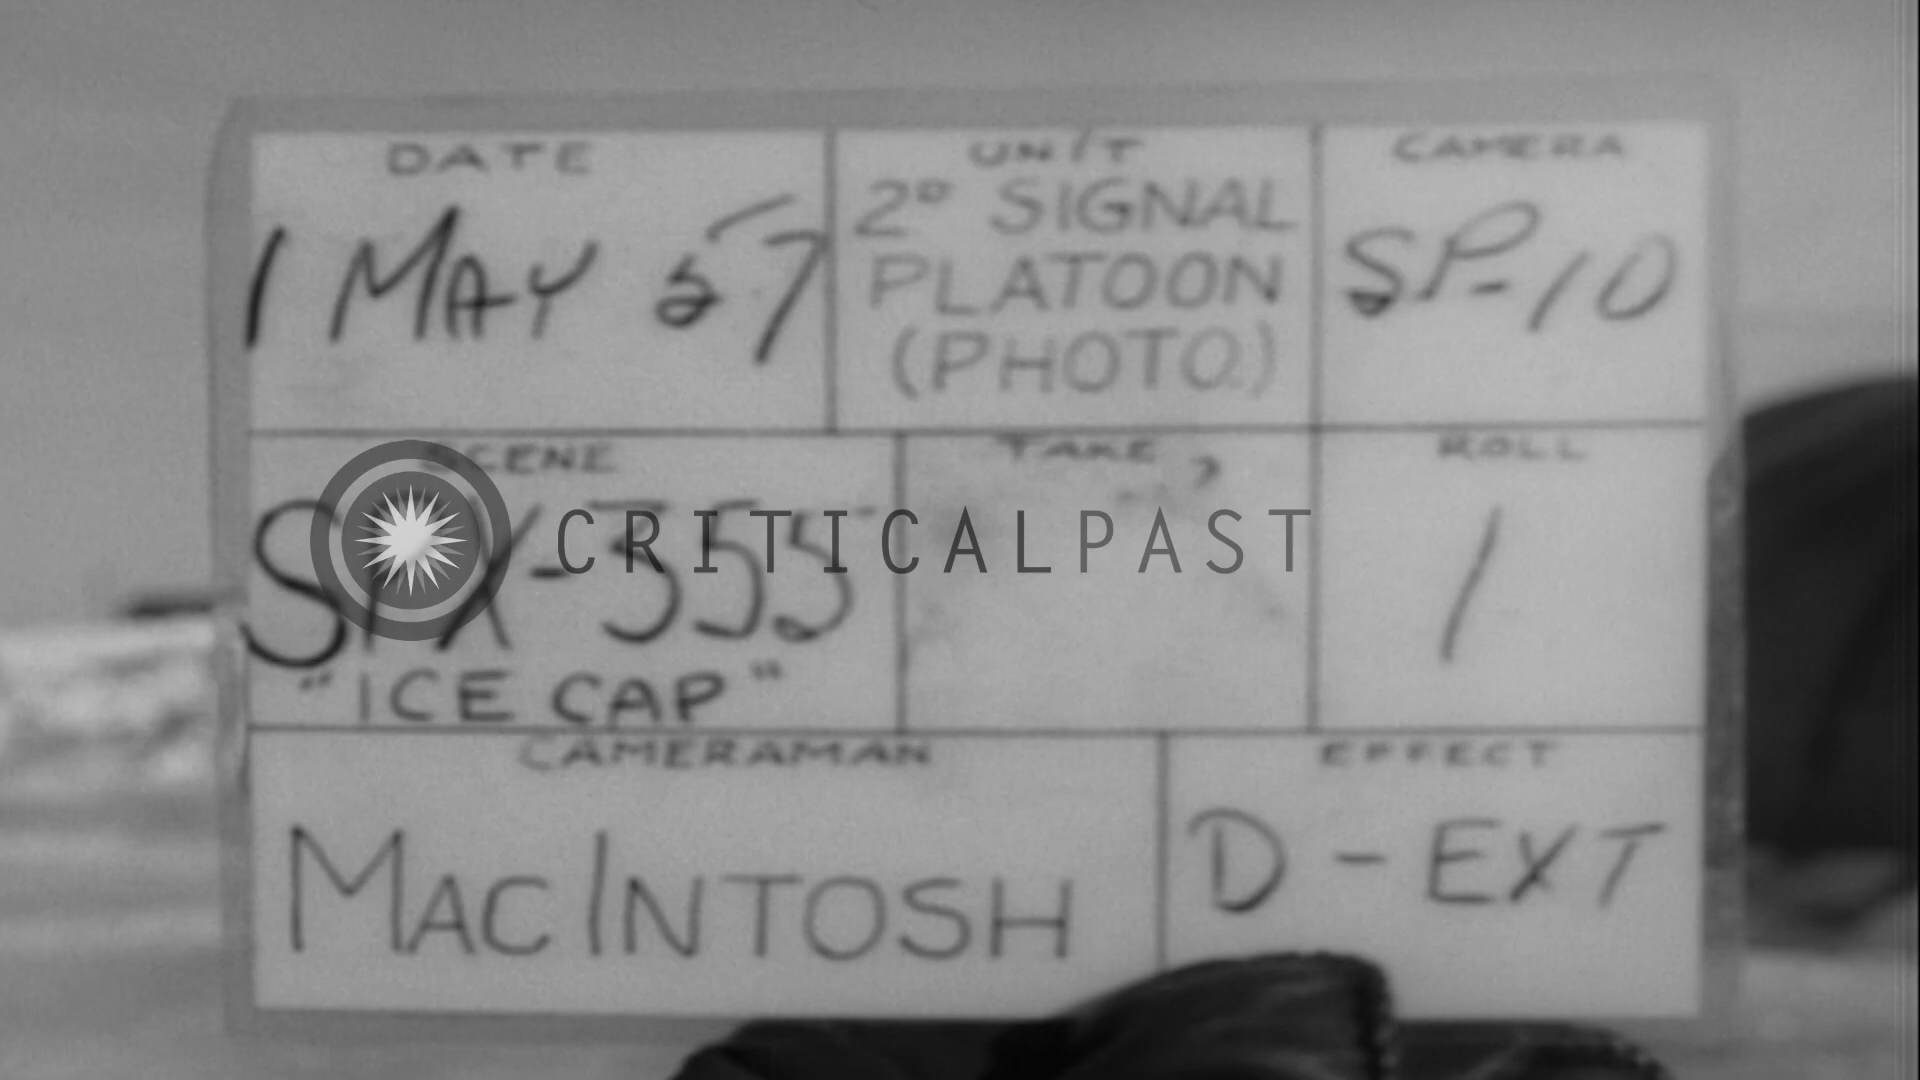 DATE
1 MAY 57
UNIT
2º SIGNAL
PLATOON
(PHOTO)
CAMERA
SP-10
SCENE
"ICE CAP"
TAKE
ROLL
1
CRITICALPAST
CAMERAMAN
MACINTOSH
EFFECT
D - EXT